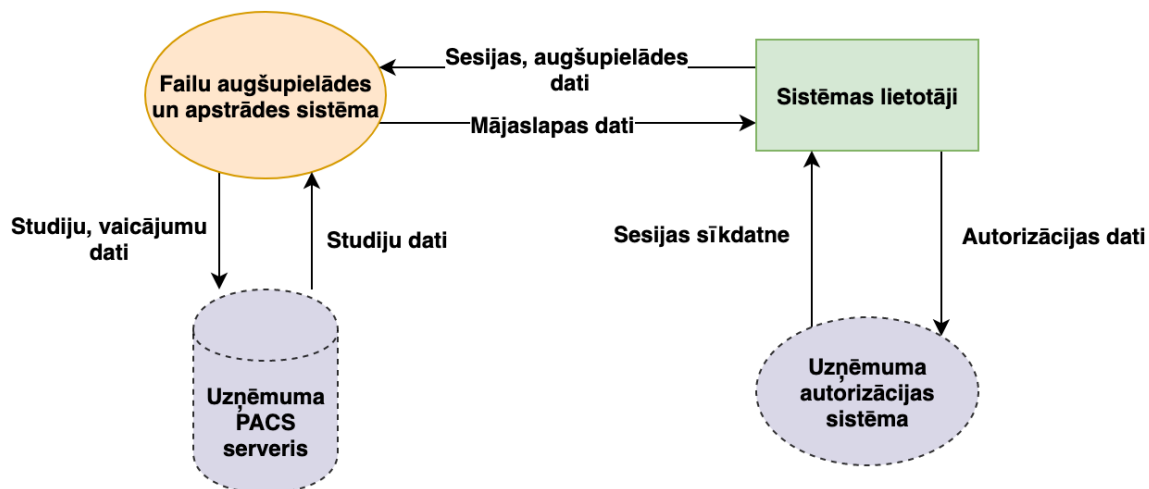 Failu augšupielādes
un apstrādes sistēma
Sesijas, augšupielādes
dati
Mājaslapas dati
Sistēmas lietotāji
Studiju, vaicājumu
dati
Studiju dati
Sesijas sīkdatne
Autorizācijas dati
Uzņēmuma
PACS
serveris
Uzņēmuma
autorizācijas
sistēma